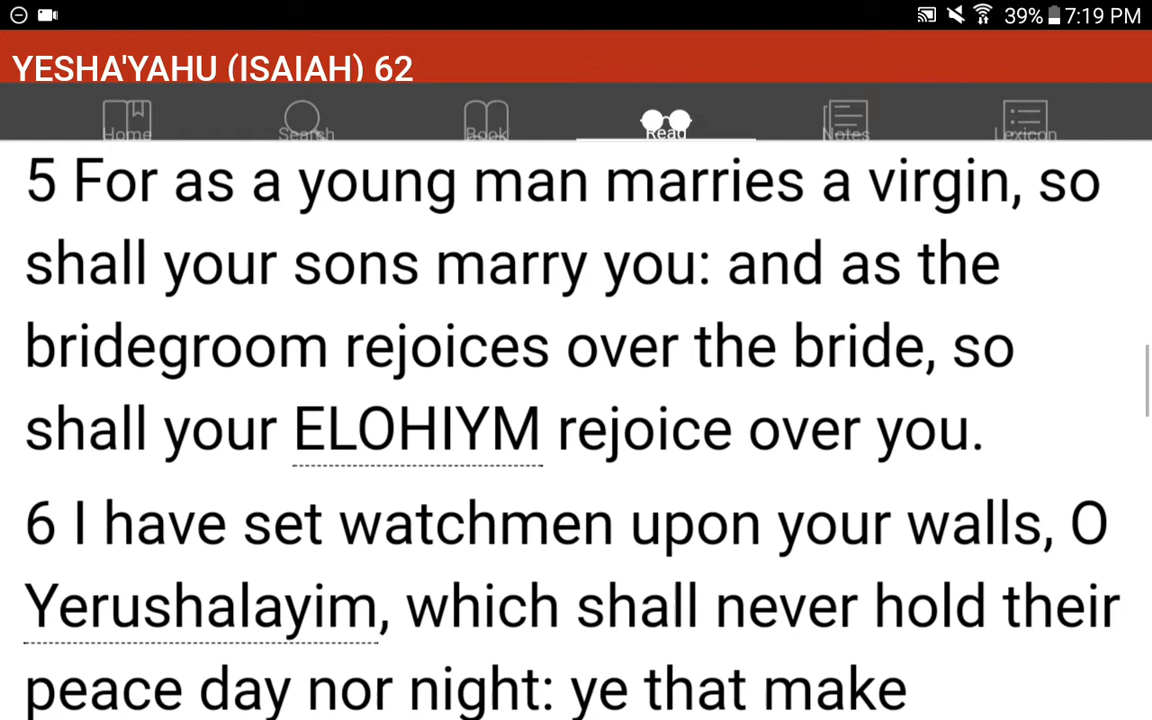 39% 7:19 PM
YESHA'YAHU (ISAIAH) 62
Home Search Book Read Notes Lexicon
5 For as a young man marries a virgin, so
shall your sons marry you: and as the
bridegroom rejoices over the bride, so
shall your ELOHIYM rejoice over you.
6 I have set watchmen upon your walls, O
Yerushalayim, which shall never hold their
peace day nor night: ye that make